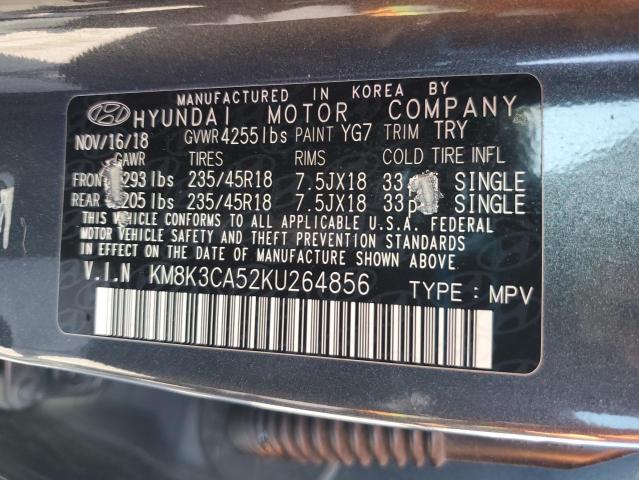 MANUFACTURED IN KOREA BY
HYUNDAI MOTOR COMPANY
NOV/16/18 GVWR 4255 lbs PAINT YG7 TRIM TRY
GAWR TIRES RIMS COLD TIRE INFL
FRONT 293 lbs 235/45R18 7.5JX18 33 SINGLE
REAR 205 lbs 235/45R18 7.5JX18 33 SINGLE
THIS VEHICLE CONFORMS TO ALL APPLICABLE U.S.A. FEDERAL
MOTOR VEHICLE SAFETY AND THEFT PREVENTION STANDARDS
IN EFFECT ON THE DATE OF MANUFACTURE SHOWN ABOVE.
V.I.N KM8K3CA52KU264856 TYPE : MPV